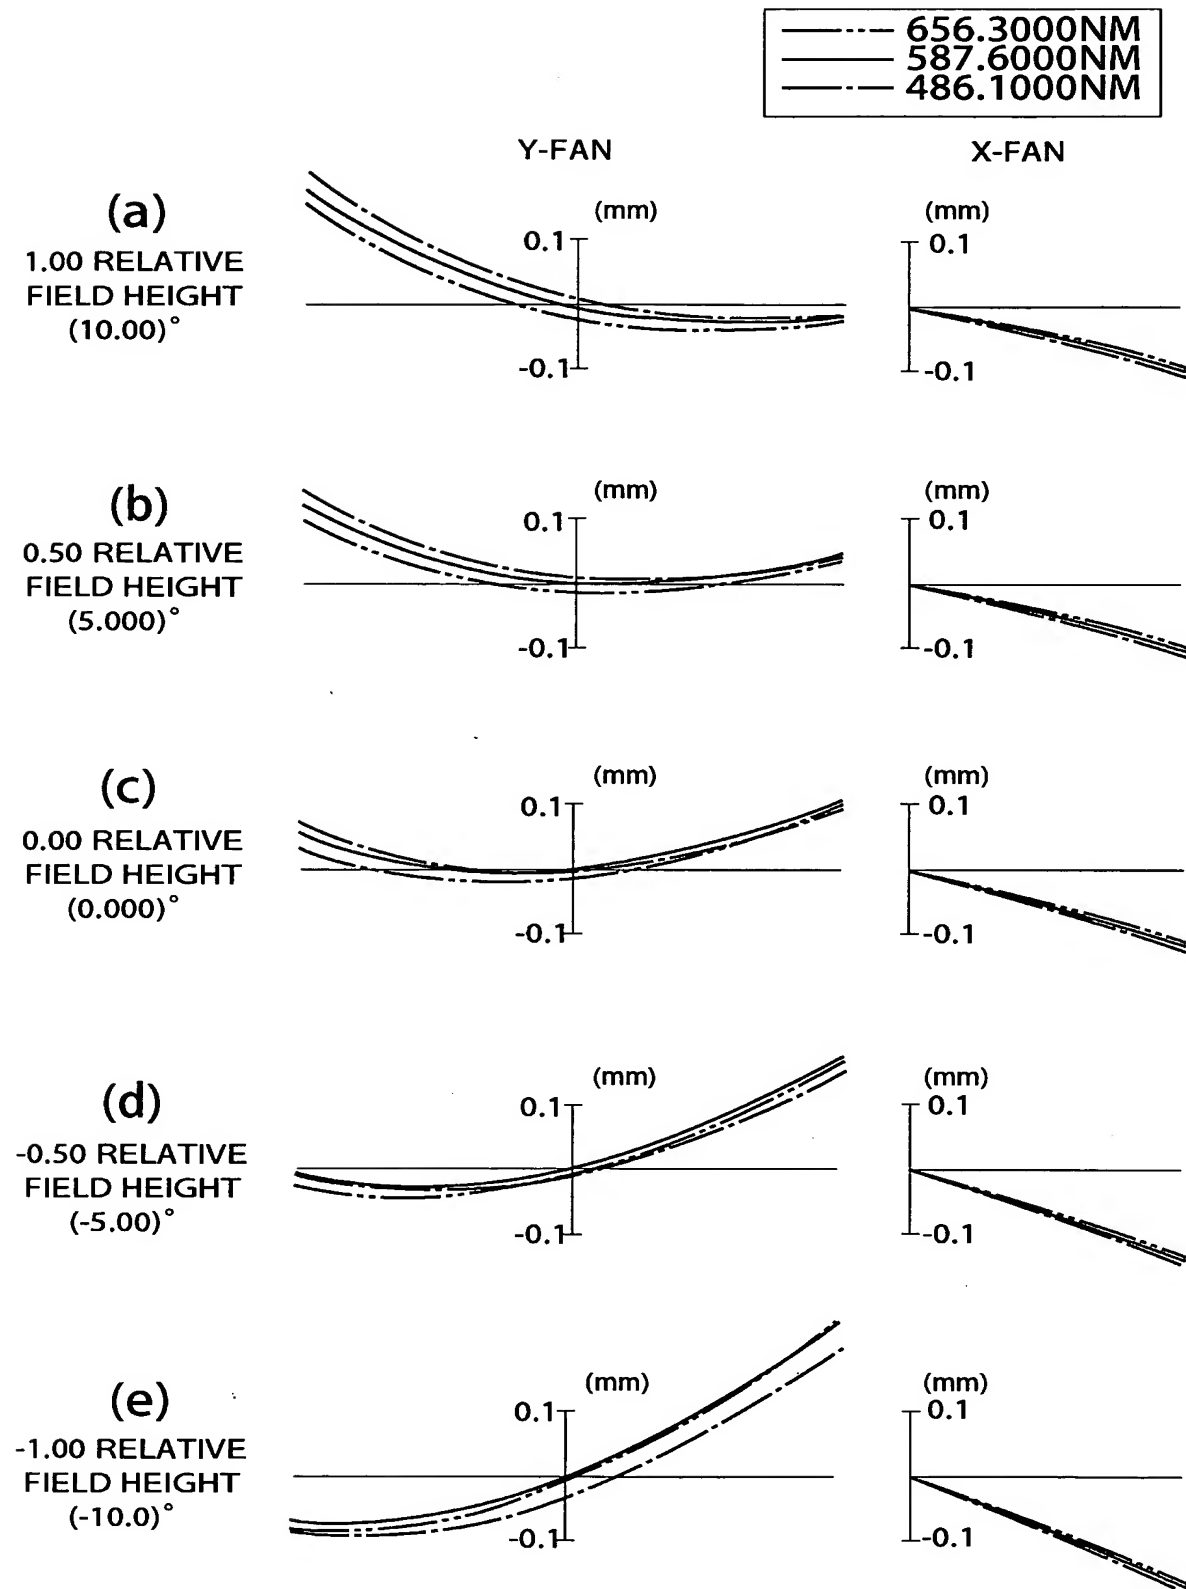 656.3000NM
587.6000NM
486.1000NM
Y-FAN
X-FAN
(a)
1.00 RELATIVE
FIELD HEIGHT
(10.00)°
(mm)
0.1
-0.1
(mm)
0.1
-0.1
(b)
0.50 RELATIVE
FIELD HEIGHT
(5.000)°
(mm)
0.1
-0.1
(mm)
0.1
-0.1
(c)
0.00 RELATIVE
FIELD HEIGHT
(0.000)°
(mm)
0.1
-0.1
(mm)
0.1
-0.1
(d)
-0.50 RELATIVE
FIELD HEIGHT
(-5.00)°
(mm)
0.1
-0.1
(mm)
0.1
-0.1
(e)
-1.00 RELATIVE
FIELD HEIGHT
(-10.0)°
(mm)
0.1
-0.1
(mm)
0.1
-0.1